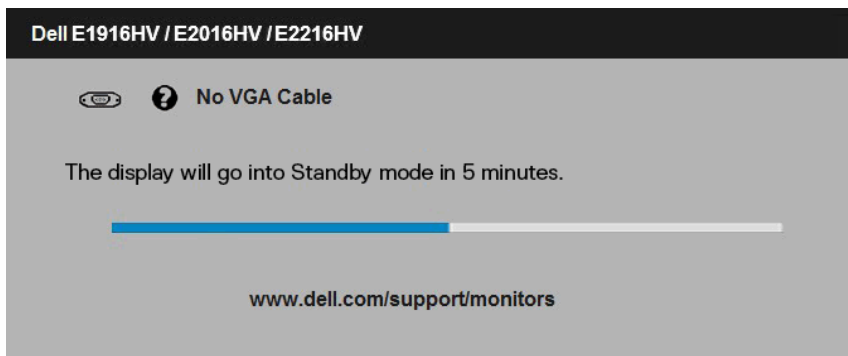 Dell E1916HV / E2016HV / E2216HV
No VGA Cable
The display will go into Standby mode in 5 minutes.
www.dell.com/support/monitors